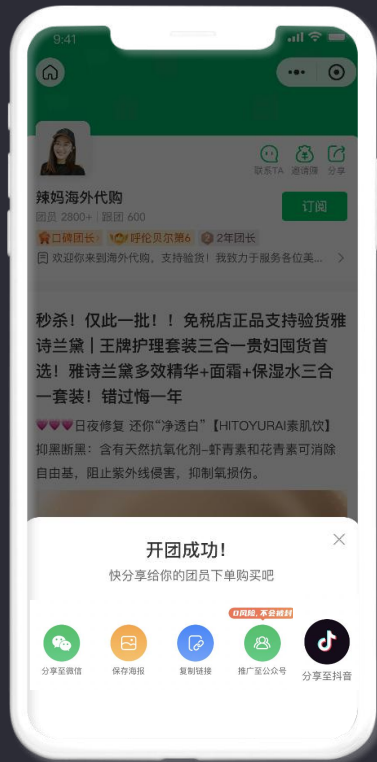 9:41
联系TA 邀请赚 分享
辣妈海外代购
团员 2800+ | 跟团 600
订阅
口碑团长 呼伦贝尔第6 2年团长
欢迎你来到海外代购，支持验货！我致力于服务各位美...
秒杀！仅此一批！！免税店正品支持验货雅
诗兰黛 | 王牌护理套装三合一贵妇囤货首
选！雅诗兰黛多效精华+面霜+保湿水三合
一套装！错过悔一年
日夜修复 还你“净透白”【HITOYURAI素肌饮】
抑黑断黑：含有天然抗氧化剂-虾青素和花青素可消除
自由基，阻止紫外线侵害，抑制氧损伤。
开团成功！
快分享给你的团员下单购买吧
0风险，不会被封
分享至微信 保存海报 复制链接 推广至公众号 分享至抖音